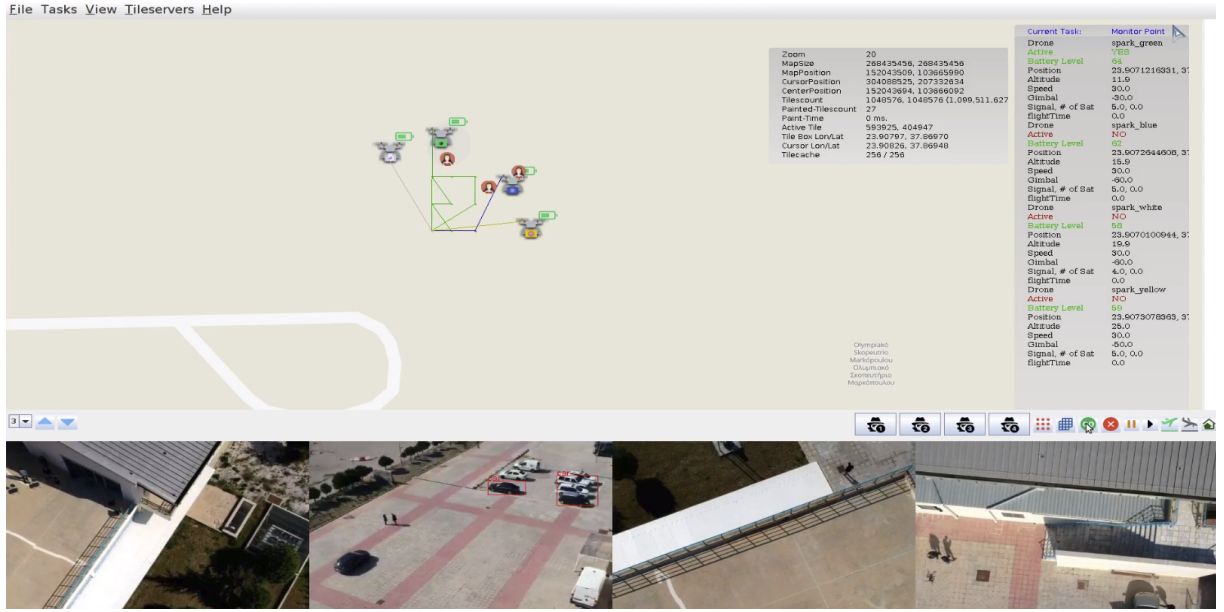 File Tasks View Tileservers Help
Zoom 20
MapSize 268435456, 268435456
MapPosition 152043509, 103665990
CursorPosition 304088525, 207332634
CenterPosition 152043694, 103666092
Tilescount 1048576, 1048576 (1.099.511.627
Painted-Tilescount 27
Paint-Time 0 ms.
Active Tile 593925, 404947
Tile Box Lon/Lat 23.90797, 37.86970
Cursor Lon/Lat 23.90826, 37.86948
Tilecache 256 / 256
Current Task: Monitor Point
Drone spark_green
Active YES
Battery Level 64
Position 23.9071216331, 37
Altitude 11.9
Speed 30.0
Gimbal -30.0
Signal, # of Sat 5.0, 0.0
flightTime 0.0
Drone spark_blue
Active NO
Battery Level 62
Position 23.9072644608, 37
Altitude 15.9
Speed 30.0
Gimbal -60.0
Signal, # of Sat 5.0, 0.0
flightTime 0.0
Drone spark_white
Active NO
Battery Level 56
Position 23.9070100944, 37
Altitude 19.9
Speed 30.0
Gimbal -60.0
Signal, # of Sat 4.0, 0.0
flightTime 0.0
Drone spark_yellow
Active NO
Battery Level 59
Position 23.9073078363, 37
Altitude 25.0
Speed 30.0
Gimbal -50.0
Signal, # of Sat 5.0, 0.0
flightTime 0.0
Olympiakó
Skopeutrio
Markópoulou
Ολυμπιακό
Σκοπευτήριο
Μαρκόπουλου
3